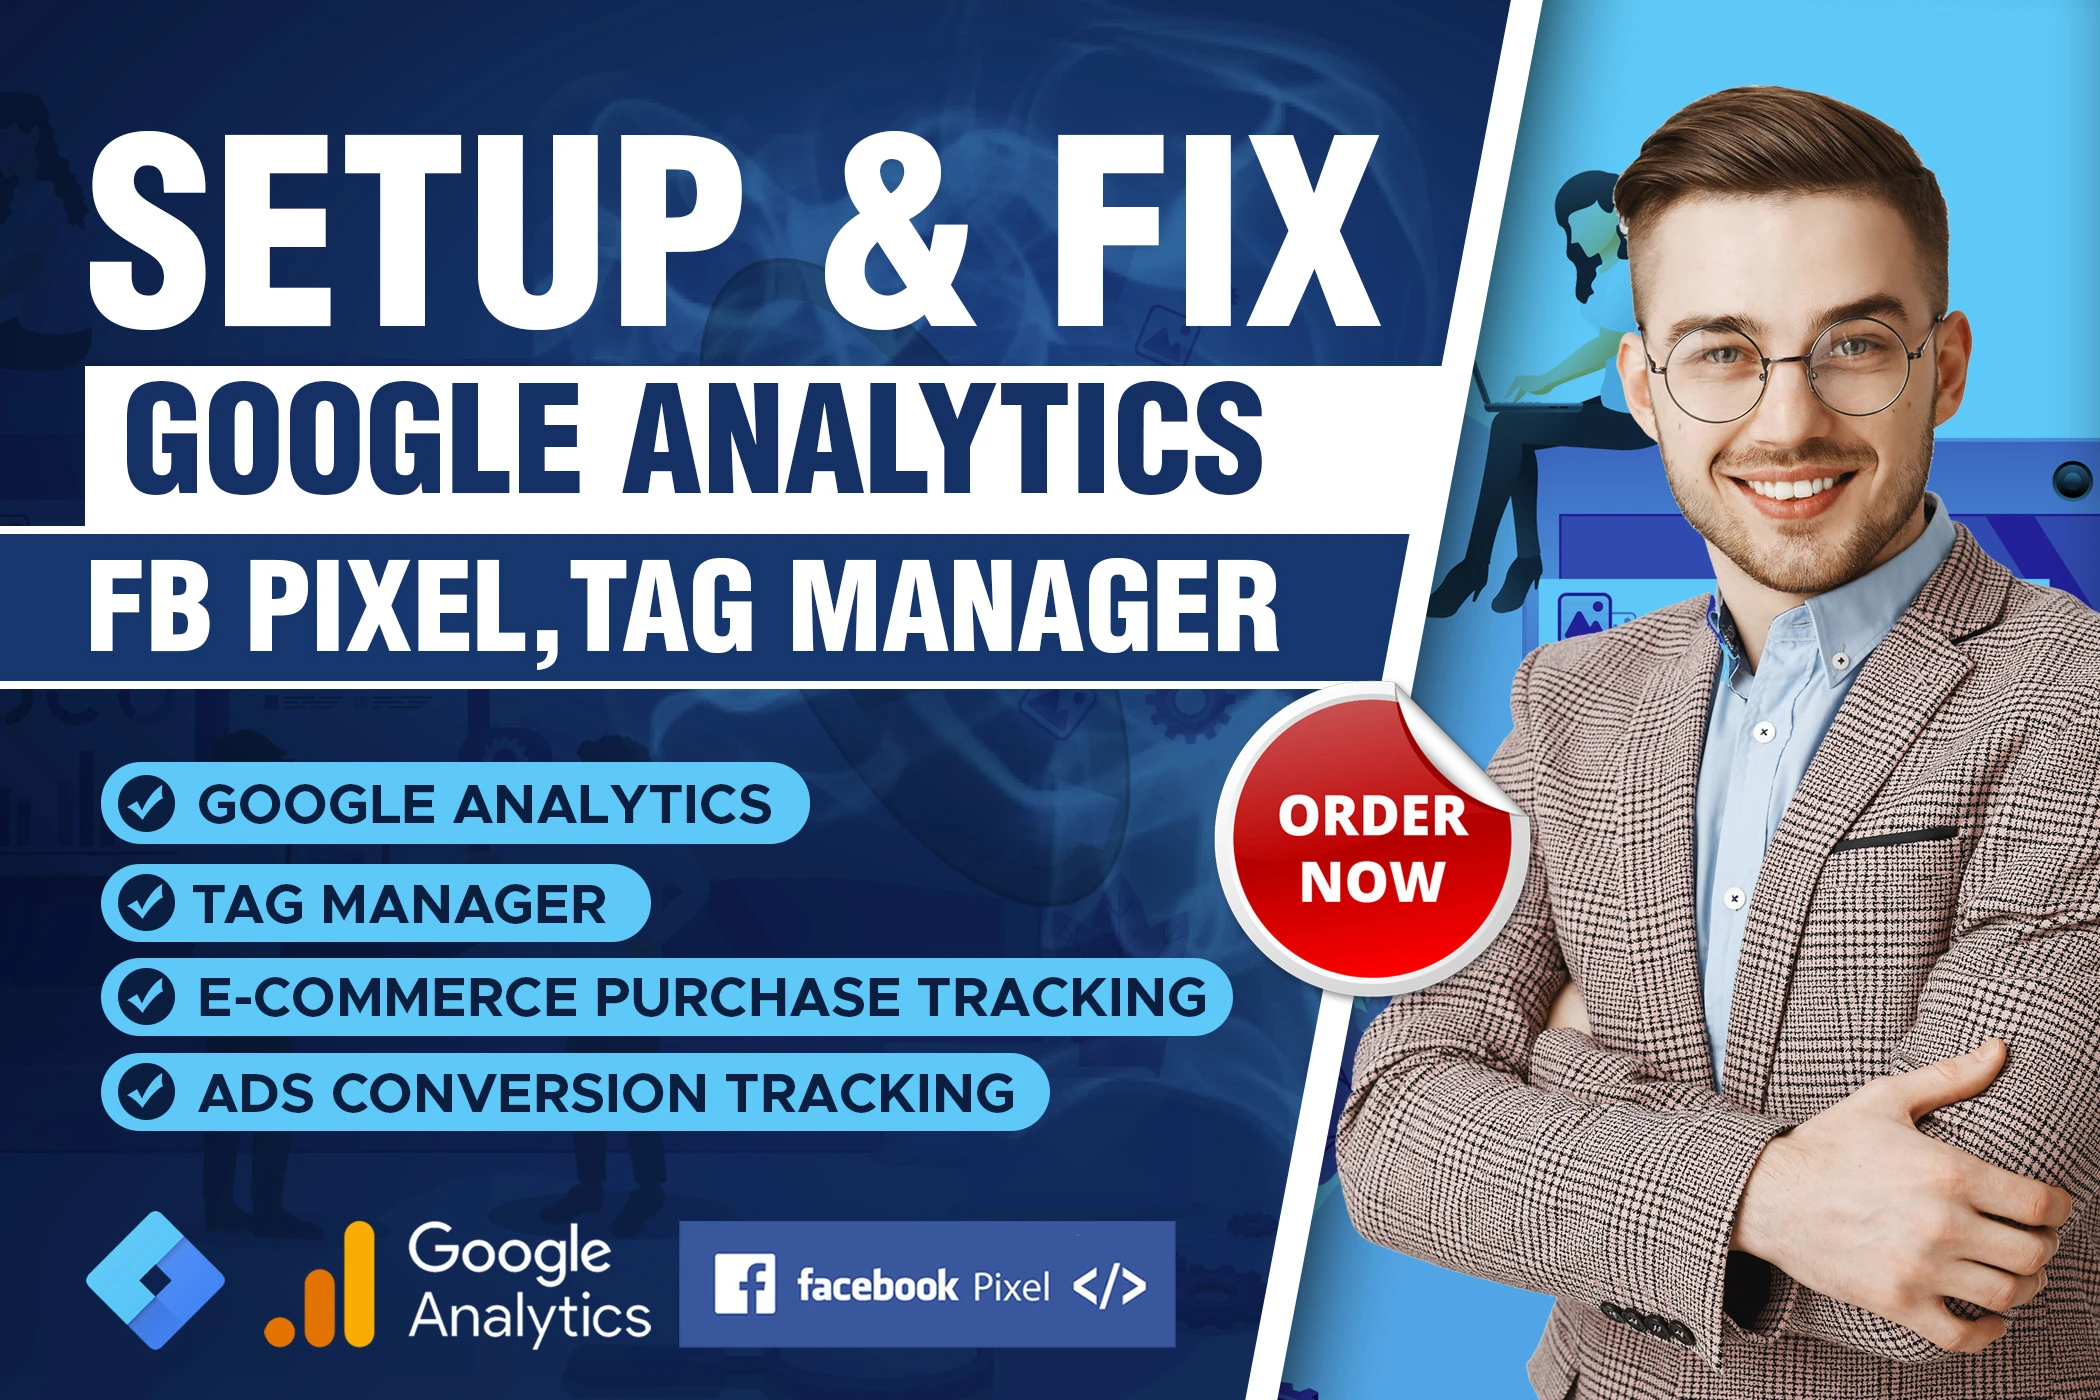 SETUP & FIX
GOOGLE ANALYTICS
FB PIXEL,TAG MANAGER
GOOGLE ANALYTICS
TAG MANAGER
E-COMMERCE PURCHASE TRACKING
ADS CONVERSION TRACKING
ORDER
NOW
Google
Analytics
f facebook Pixel </>